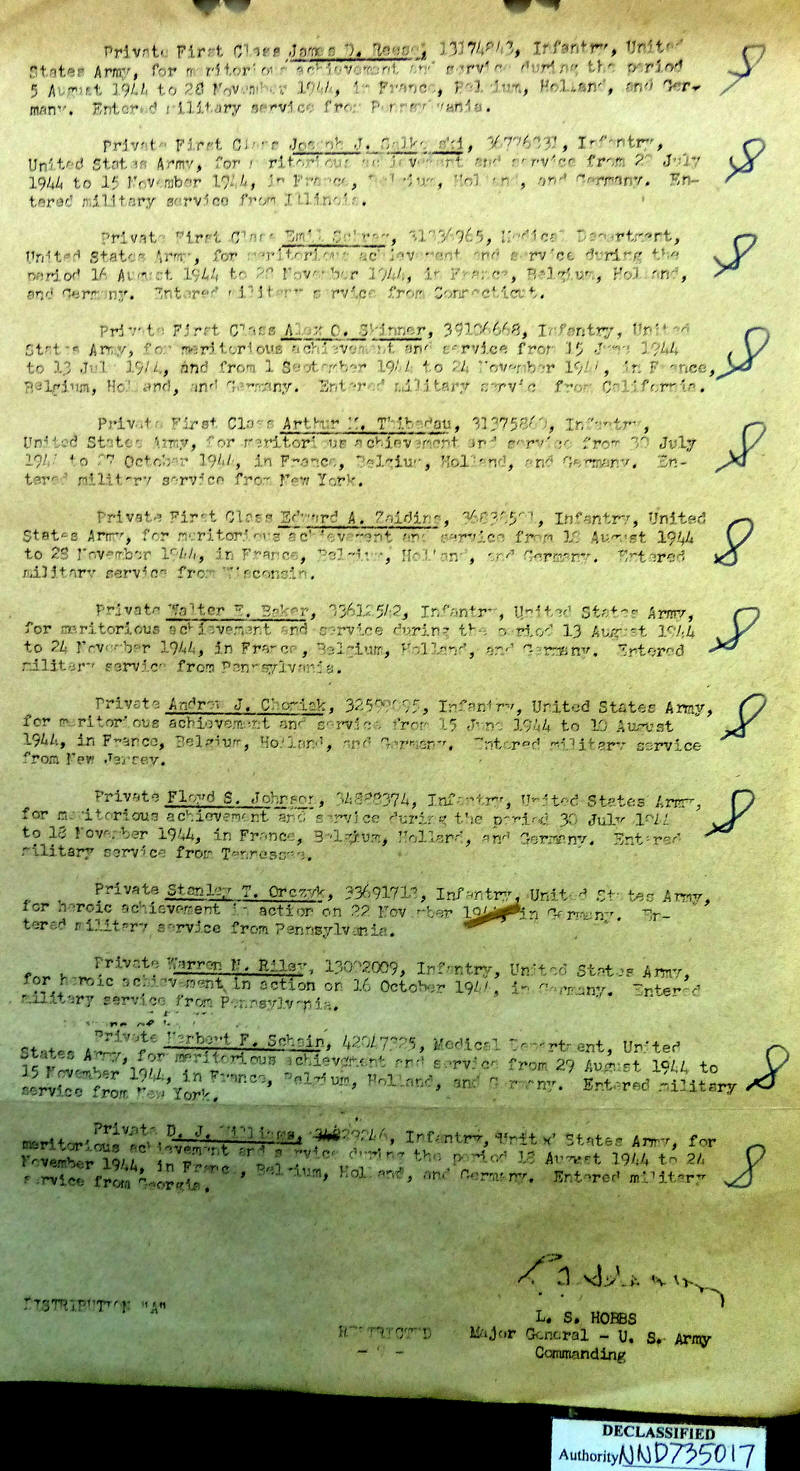 Private First Class James D. Reese, 13174843, Infantry, United
States Army, for meritorious achievement and service during the period
5 August 1944 to 28 November 1944, in France, Belgium, Holland, and Ger-
many. Entered military service from Pennsylvania.
Private First Class Joseph J. 36776331, Infantry,
United States Army, for meritorious achievement and service from July
1944 to 15 November 1944, in France, Belgium, Holland, and Germany. En-
tered military service from Illinois.
Private First Class Emil Medical Department,
United States Army, for meritorious achievement and service during the
period 16 August 1944 to 28 November 1944, in France, Belgium, Holland,
and Germany. Entered military service from Connecticut.
Private First Class Alex O. Skinner, 39106668, Infantry, United
States Army, for meritorious achievement and service from 15 June 1944
to 13 July 1944, and from 1 September 1944 to 24 November 1944, in France,
Belgium, Holland, and Germany. Entered military service from California.
Private First Class Arthur Thibadau, Infantry,
United States Army, for meritorious achievement and service from 30 July
1944 to 27 October 1944, in France, Belgium, Holland, and Germany. En-
tered military service from New York.
Private First Class Edward A. Infantry, United
States Army, for meritorious achievement and service from 18 August 1944
to 28 November 1944, in France, Belgium, Holland, and Germany. Entered
military service from Wisconsin.
Private Walter Baker, 33612542, Infantry, United States Army,
for meritorious achievement and service during the period 13 August 1944
to 24 November 1944, in France, Belgium, Holland, and Germany. Entered
military service from Pennsylvania.
Private Andrew J. Infantry, United States Army,
for meritorious achievement and service from 15 June 1944 to 10 August
1944, in France, Belgium, Holland, and Germany. Entered military service
from New Jersey.
Private Floyd S. Johnson, 34888374, Infantry, United States Army,
for meritorious achievement and service during the period 30 July 1944
to 18 November 1944, in France, Belgium, Holland, and Germany. Entered
military service from Tennessee.
Private Stanley T. Orczyk, 33691713, Infantry, United States Army,
for heroic achievement in action on 22 November 1944, in Germany. En-
tered military service from Pennsylvania.
Private Warren Riley, 13002009, Infantry, United States Army,
for heroic achievement in action on 16 October 1944, in Germany. Entered
military service from Pennsylvania.
Private Herbert F. Schein, Medical Department, United
States Army, for meritorious achievement and service from 29 August 1944 to
15 November 1944, in France, Belgium, Holland, and Germany. Entered military
service from New York.
Private D. J. Infantry, United States Army, for
meritorious achievement and service during the period 18 August 1944 to 24
November 1944, in France, Belgium, Holland, and Germany. Entered military
service from Georgia.
DISTRIBUTION "A"
L. S. HOBBS
RESTRICTED Major General - U. S. Army
Commanding
DECLASSIFIED
Authority NND735017